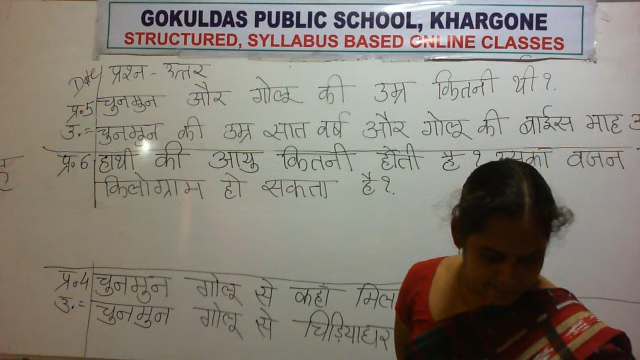 GOKULDAS PUBLIC SCHOOL, KHARGONE
STRUCTURED, SYLLABUS BASED ONLINE CLASSES
प्रश्न - उत्तर
प्र.5 चुनमुन और गोलू की उम्र कितनी थी?
उ.= चुनमुन की उम्र सात वर्ष और गोलू की बाईस माह
प्र.6 हाथी की आयु कितनी होती है? उसका वजन
किलोग्राम हो सकता है?
प्र.4 चुनमुन गोलू से कहाँ मिल
उ.= चुनमुन गोलू से चिड़ियाघर